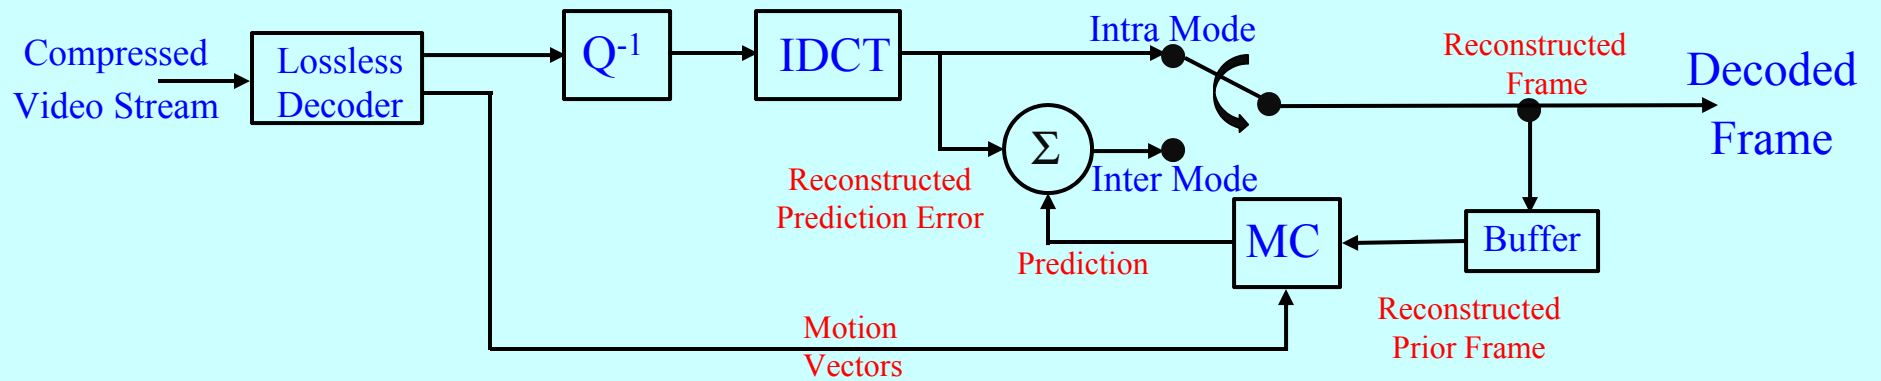 Compressed
Video Stream
Lossless
Decoder
Q-1
IDCT
Intra Mode
Reconstructed
Frame
Decoded
Frame
Σ
Inter Mode
Reconstructed
Prediction Error
Prediction
MC
Buffer
Reconstructed
Prior Frame
Motion
Vectors